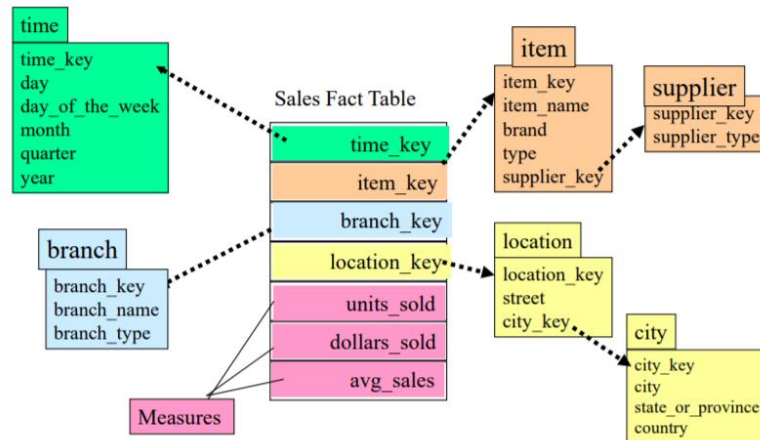 time
time_key
day
day_of_the_week
month
quarter
year
Sales Fact Table
time_key
item_key
branch_key
location_key
units_sold
dollars_sold
avg_sales
Measures
branch
branch_key
branch_name
branch_type
item
item_key
item_name
brand
type
supplier_key
supplier
supplier_key
supplier_type
location
location_key
street
city_key
city
city_key
city
state_or_province
country